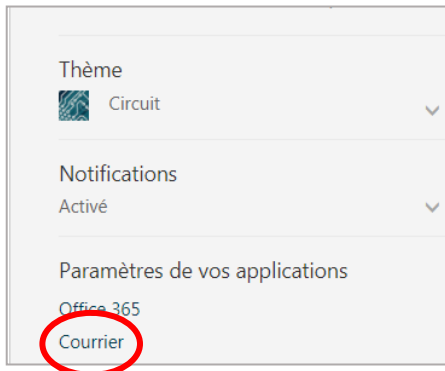 Thème
Circuit
Notifications
Activé
Paramètres de vos applications
Office 365
Courrier